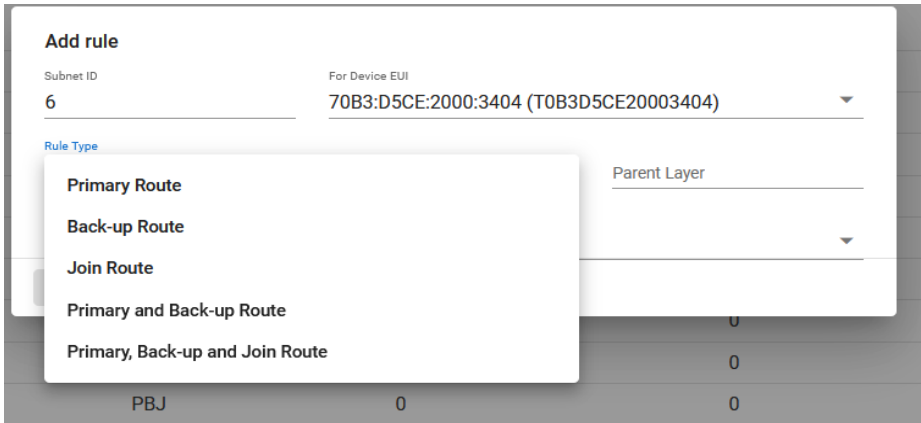 Add rule
Subnet ID
For Device EUI
6
70B3:D5CE:2000:3404 (T0B3D5CE20003404)
Rule Type
Parent Layer
Primary Route
Back-up Route
Join Route
Primary and Back-up Route
Primary, Back-up and Join Route
0
0
PBJ 0 0